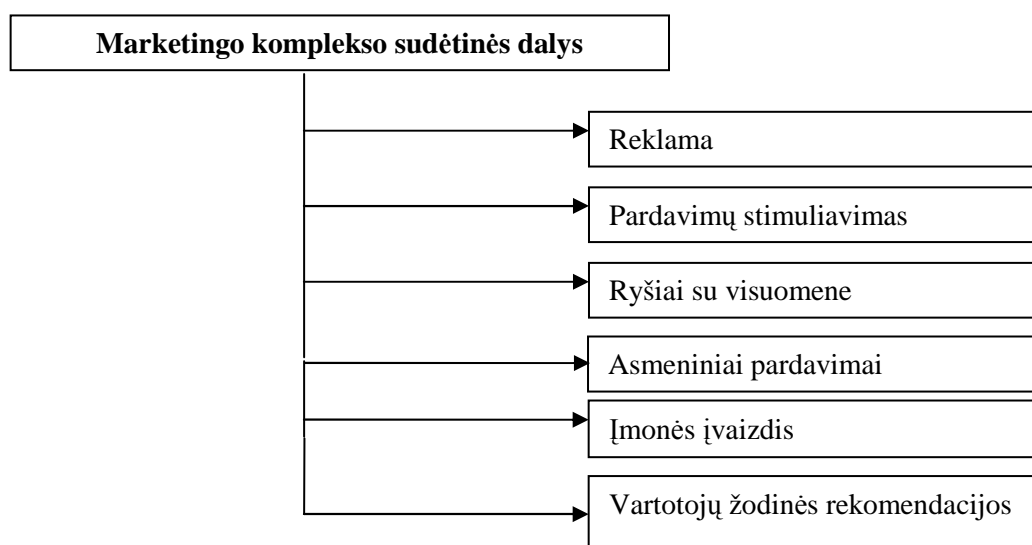 Marketingo komplekso sudėtinės dalys
Reklama
Pardavimų stimuliavimas
Ryšiai su visuomene
Asmeniniai pardavimai
Įmonės įvaizdis
Vartotojų žodinės rekomendacijos